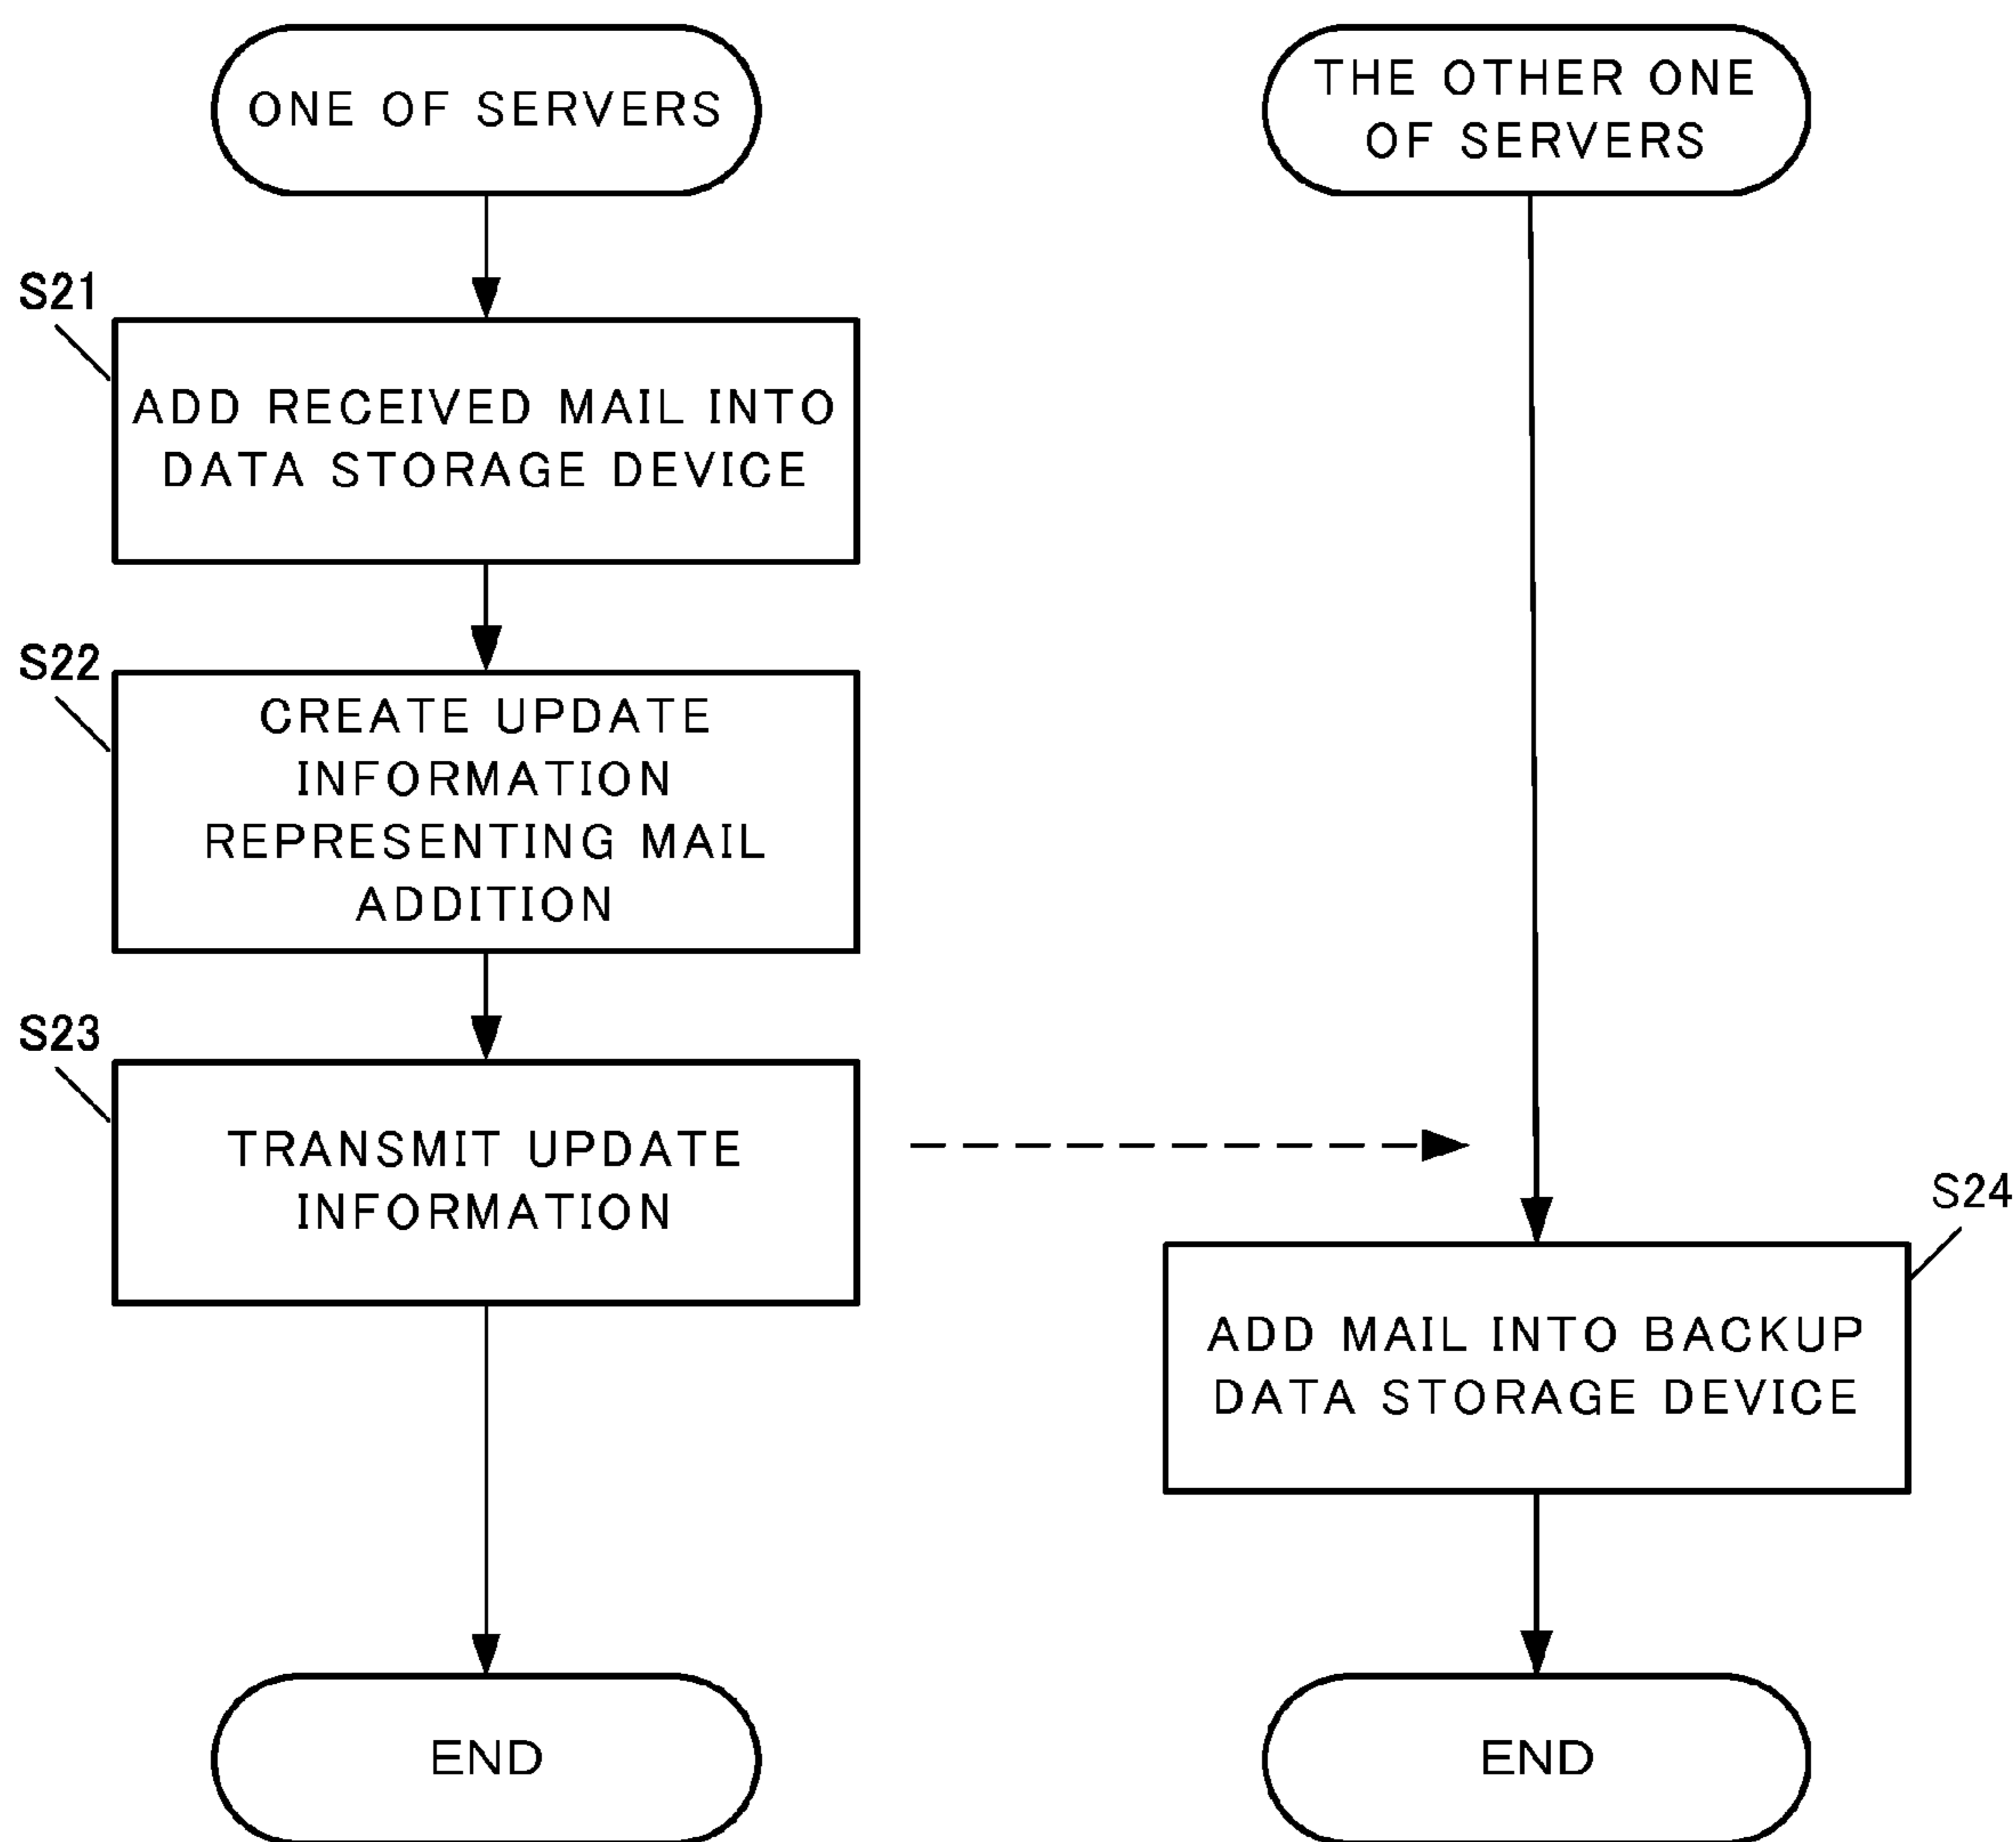 ONE OF SERVERS
S21
ADD RECEIVED MAIL INTO
DATA STORAGE DEVICE
S22
CREATE UPDATE
INFORMATION
REPRESENTING MAIL
ADDITION
S23
TRANSMIT UPDATE
INFORMATION
END
THE OTHER ONE
OF SERVERS
S24
ADD MAIL INTO BACKUP
DATA STORAGE DEVICE
END